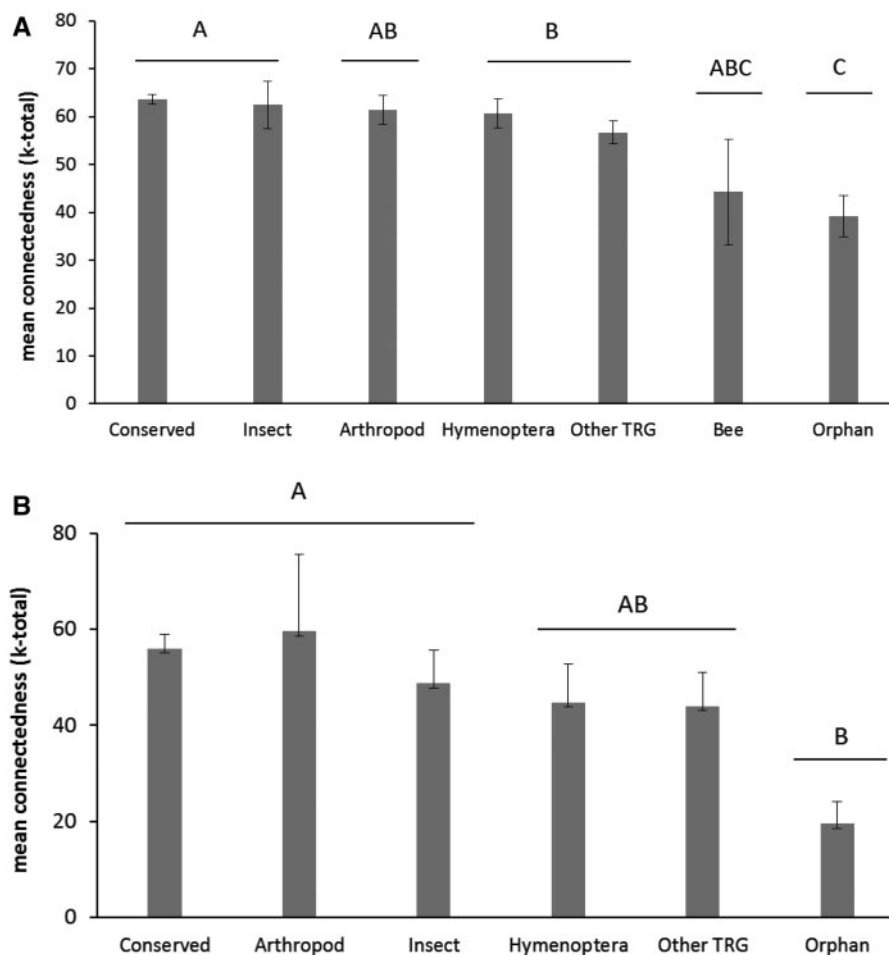 A
mean connectedness (k-total)
80
70
60
50
40
30
20
10
0
A
AB
B
ABC
C
Conserved Insect Arthropod Hymenoptera Other TRG Bee Orphan
B
mean connectedness (k-total)
80
60
40
20
0
A
AB
B
Conserved Arthropod Insect Hymenoptera Other TRG Orphan